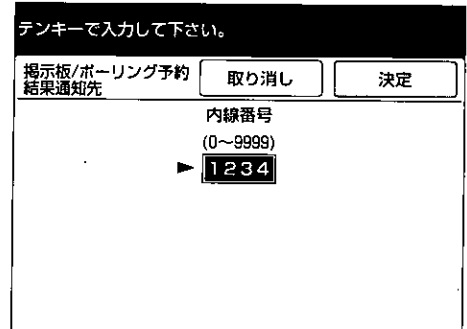 テンキーで入力して下さい。
掲示板/ポーリング予約
結果通知先
取り消し
決定
内線番号
(0～9999)
►1234